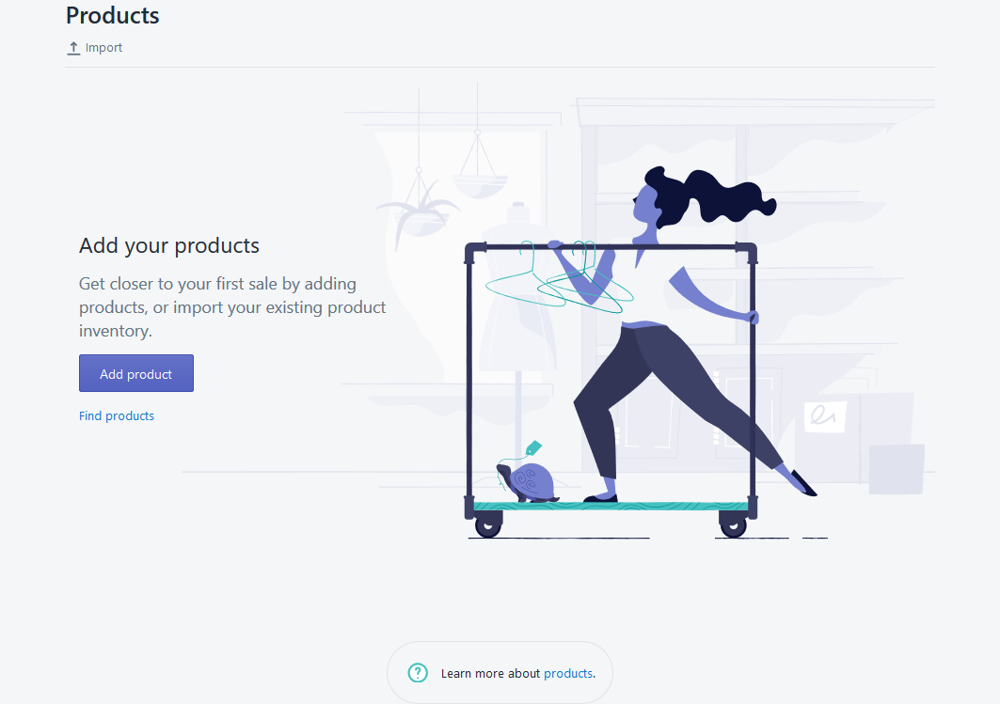 Products
Import
Add your products
Get closer to your first sale by adding
products, or import your existing product
inventory.
Add product
Find products
Learn more about products.